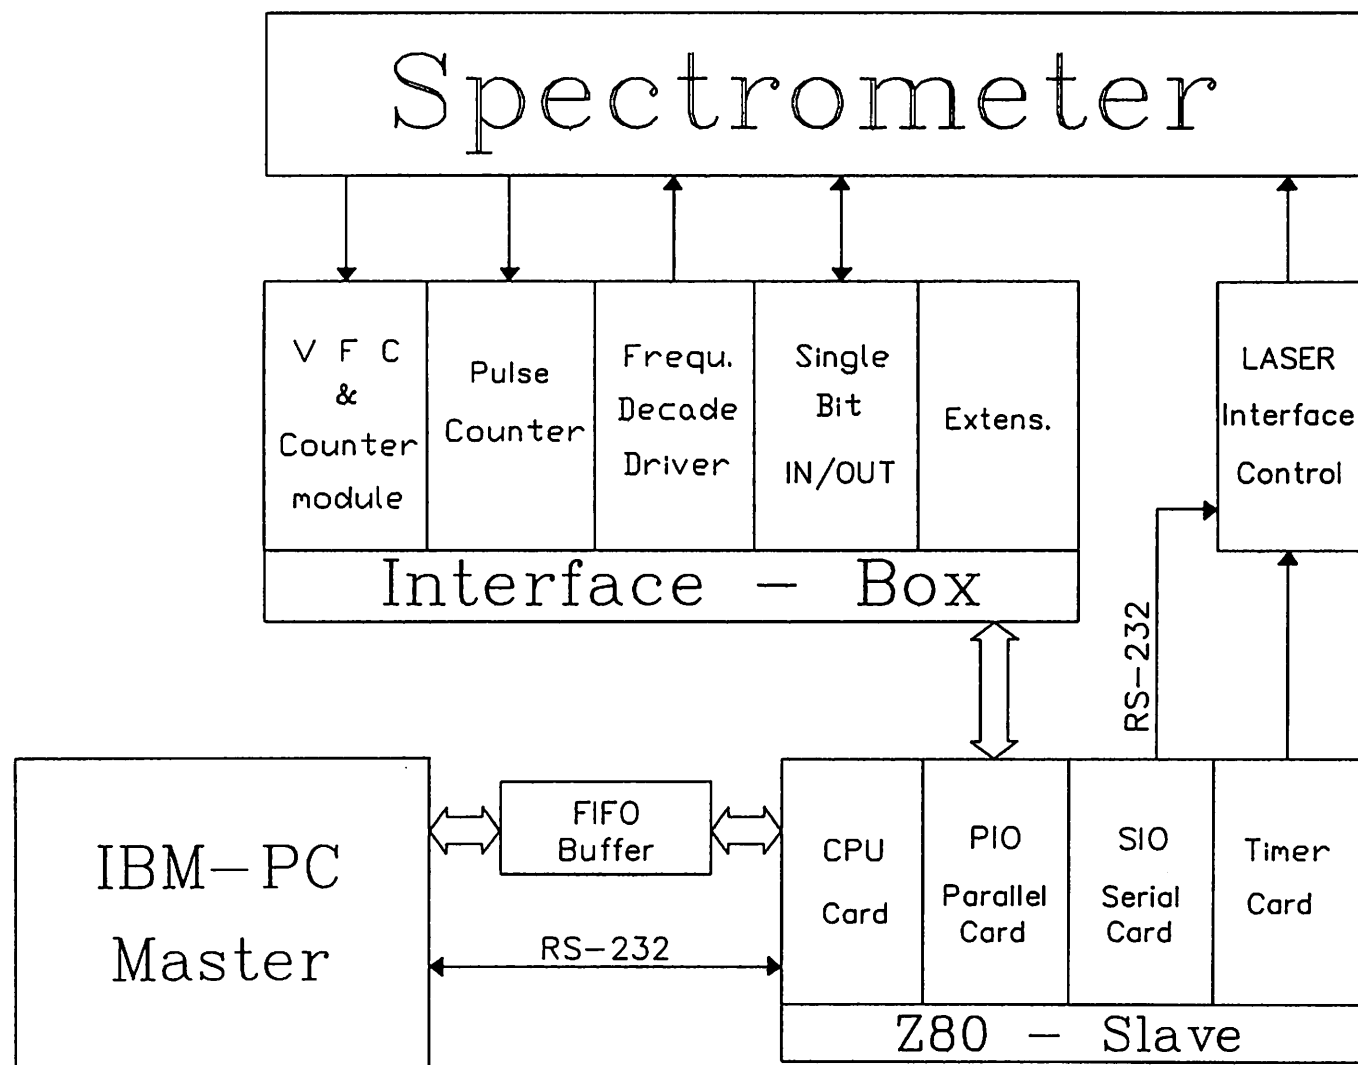 Spectrometer
V F C
&
Counter
module
Pulse
Counter
Frequ.
Decade
Driver
Single
Bit
IN/OUT
Extens.
LASER
Interface
Control
Interface - Box
RS-232
IBM-PC
Master
FIFO
Buffer
RS-232
CPU
Card
PIO
Parallel
Card
SIO
Serial
Card
Timer
Card
Z80 - Slave